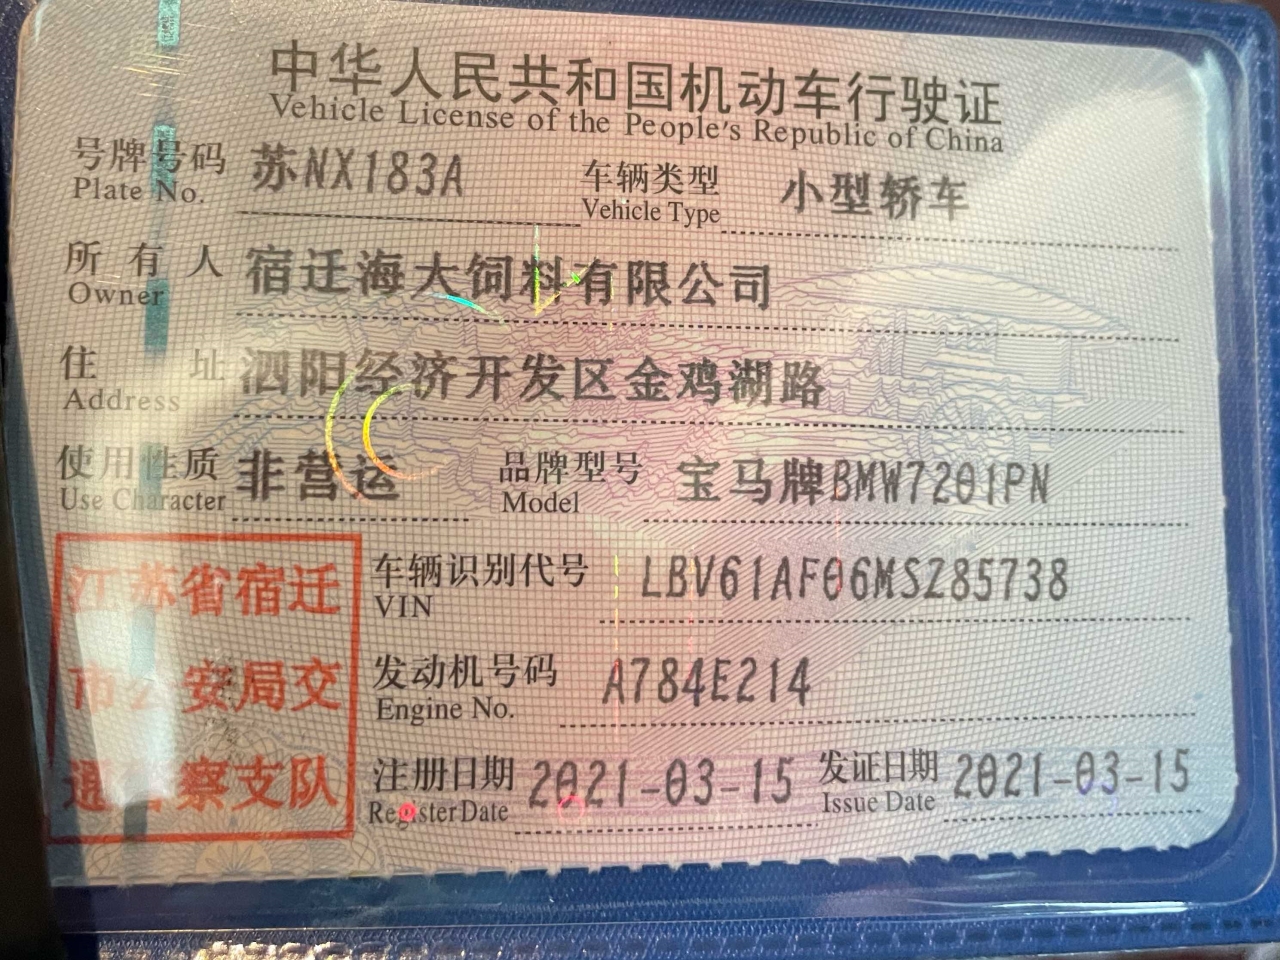 中华人民共和国机动车行驶证
Vehicle License of the People's Republic of China
号牌号码 苏NX183A 车辆类型 小型轿车
Plate No. Vehicle Type
所有人 宿迁海大饲料有限公司
Owner
住址 泗阳经济开发区金鸡湖路
Address
使用性质 非营运 品牌型号 宝马牌BMW7201PN
Use Character Model
江苏省宿迁
市公安局交
通警察支队
车辆识别代号 LBV61AF06MSZ85738
VIN
发动机号码 A784E214
Engine No.
注册日期 2021-03-15 发证日期 2021-03-15
Register Date Issue Date